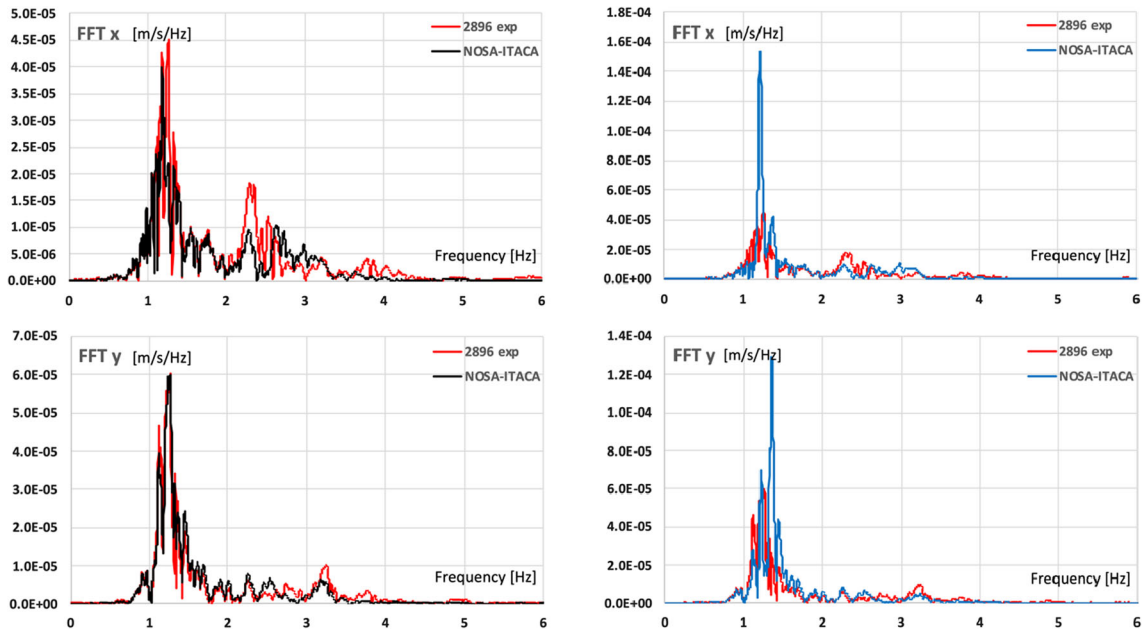 5.0E-05
FFT x [m/s/Hz]
2896 exp
NOSA-ITACA
4.5E-05
4.0E-05
3.5E-05
3.0E-05
2.5E-05
2.0E-05
1.5E-05
1.0E-05
5.0E-06
Frequency [Hz]
0.0E+00
0 1 2 3 4 5 6
1.8E-04
FFT x [m/s/Hz]
2896 exp
NOSA-ITACA
1.6E-04
1.4E-04
1.2E-04
1.0E-04
8.0E-05
6.0E-05
4.0E-05
2.0E-05
Frequency [Hz]
0.0E+00
0 1 2 3 4 5 6
7.0E-05
FFT y [m/s/Hz]
2896 exp
NOSA-ITACA
6.0E-05
5.0E-05
4.0E-05
3.0E-05
2.0E-05
1.0E-05
Frequency [Hz]
0.0E+00
0 1 2 3 4 5 6
1.4E-04
FFT y [m/s/Hz]
2896 exp
NOSA-ITACA
1.2E-04
1.0E-04
8.0E-05
6.0E-05
4.0E-05
2.0E-05
Frequency [Hz]
0.0E+00
0 1 2 3 4 5 6